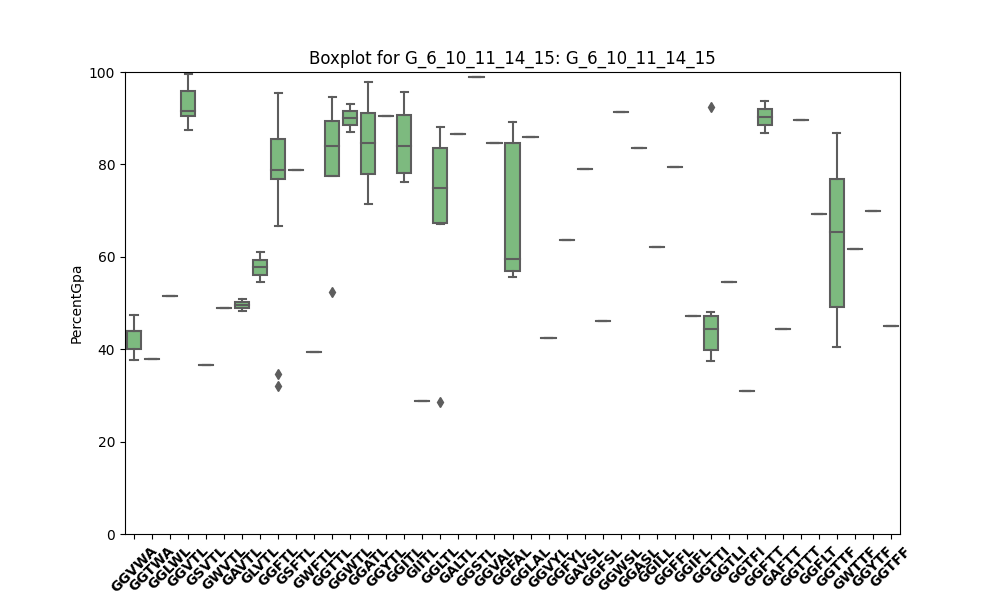 Boxplot for G_6_10_11_14_15: G_6_10_11_14_15
PercentGpa
100
80
60
40
20
0
GGVWA
GGTWA
GGLWL
GGVTL
GSVTL
GWVTL
GAVTL
GLVTL
GGFTL
GSFTL
GWFTL
GGTTL
GGWTL
GGATL
GGYTL
GGITL
GIITL
GGLTL
GALTL
GGSTL
GGVAL
GGFAL
GGLAL
GGVYL
GGFYL
GAVSL
GGFSL
GGWSL
GGASL
GGILL
GGFFL
GGIFL
GGTTI
GGTLI
GGTFI
GGFTT
GAFTT
GGTTT
GGFLT
GGTTF
GWTTF
GGYTF
GGTFF